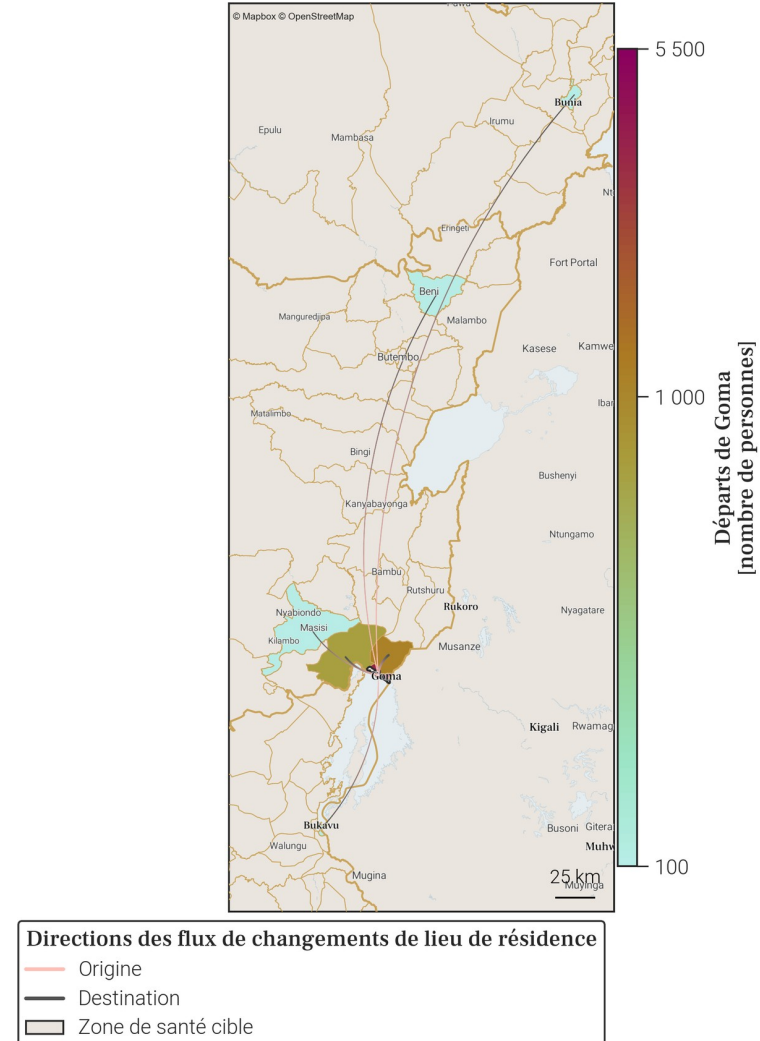 © Mapbox © OpenStreetMap
5 500
Bunia
Irumu
Epulu
Mambasa
Eringeti
Fort Portal
Beni
Manguredjipa
Malambo
Kasese
Kamwe
Butembo
1 000
Matalimbo
Bingi
Bushenyi
Kanyabayonga
Ntungamo
Bambu
Rutshuru
Rukoro
Nyagatare
Nyabiondo
Masisi
Kilambo
Musanze
Goma
Kigali
Rwamag
Bukavu
Busoni
Gitera
Walungu
Muhw
Mugina
25 km
Muyinga
100
Départs de Goma
[nombre de personnes]
Directions des flux de changements de lieu de résidence
Origine
Destination
Zone de santé cible